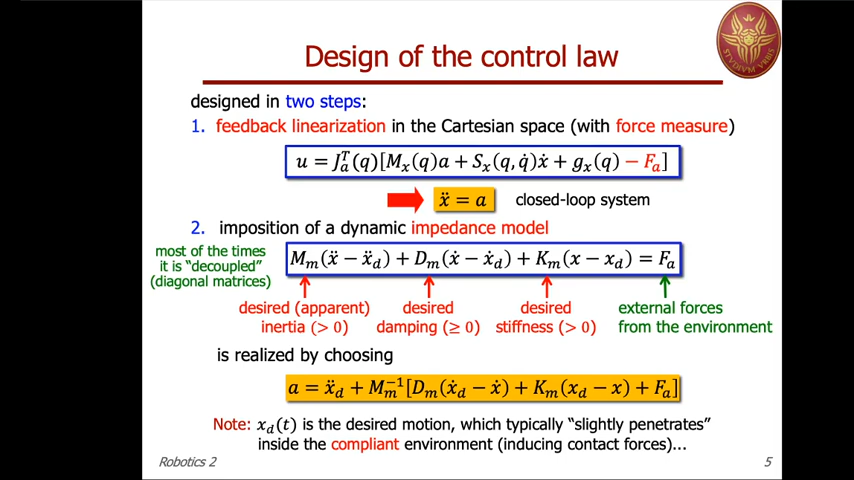 Design of the control law
designed in two steps:
1. feedback linearization in the Cartesian space (with force measure)
u = J_a^T(q)[M_x(q)a + S_x(q, q̇)ẋ + g_x(q) − F_a]
ẍ = a closed-loop system
2. imposition of a dynamic impedance model
most of the times
it is "decoupled"
(diagonal matrices)
M_m(ẍ − ẍ_d) + D_m(ẋ − ẋ_d) + K_m(x − x_d) = F_a
desired (apparent) desired desired external forces
inertia (> 0) damping (≥ 0) stiffness (> 0) from the environment
is realized by choosing
a = ẍ_d + M_m^{−1}[D_m(ẋ_d − ẋ) + K_m(x_d − x) + F_a]
Note: x_d(t) is the desired motion, which typically "slightly penetrates"
inside the compliant environment (inducing contact forces)...
Robotics 2 5